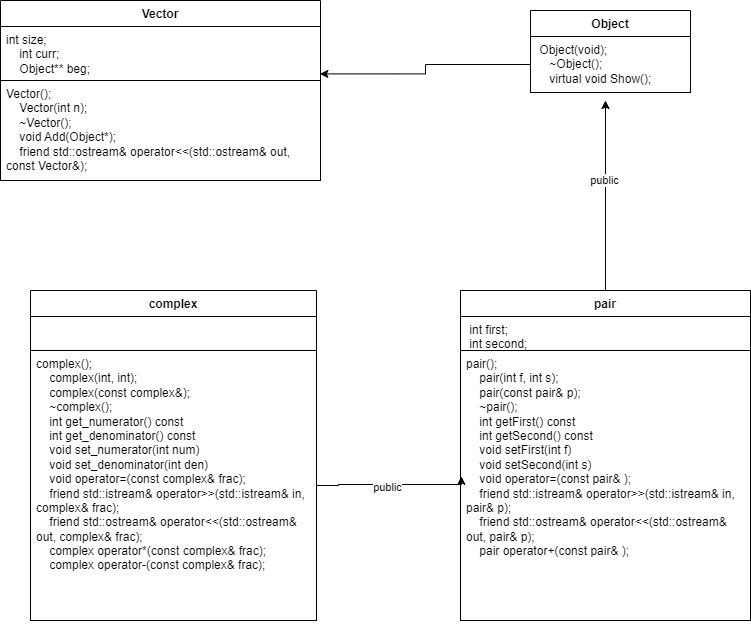 Vector
int size;
int curr;
Object** beg;
Vector();
Vector(int n);
~Vector();
void Add(Object*);
friend std::ostream& operator<<(std::ostream& out,
const Vector&);
Object
Object(void);
~Object();
virtual void Show();
public
complex
complex();
complex(int, int);
complex(const complex&);
~complex();
int get_numerator() const
int get_denominator() const
void set_numerator(int num)
void set_denominator(int den)
void operator=(const complex& frac);
friend std::istream& operator>>(std::istream& in,
complex& frac);
friend std::ostream& operator<<(std::ostream&
out, complex& frac);
complex operator*(const complex& frac);
complex operator-(const complex& frac);
public
pair
int first;
int second;
pair();
pair(int f, int s);
pair(const pair& p);
~pair();
int getFirst() const
int getSecond() const
void setFirst(int f)
void setSecond(int s)
void operator=(const pair& );
friend std::istream& operator>>(std::istream& in,
pair& p);
friend std::ostream& operator<<(std::ostream&
out, pair& p);
pair operator+(const pair& );